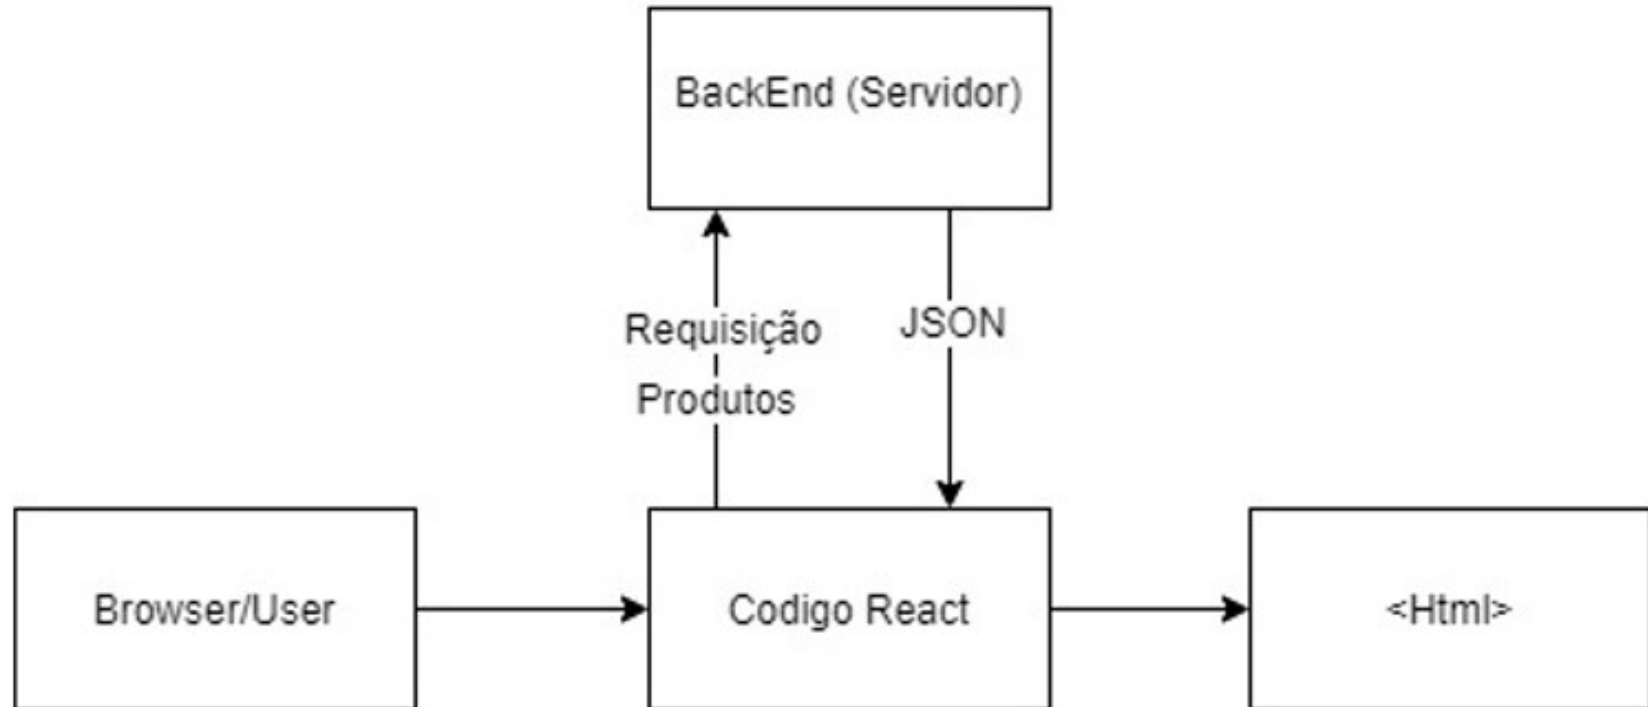 BackEnd (Servidor)
Requisição
JSON
Produtos
Browser/User
Codigo React
<Html>